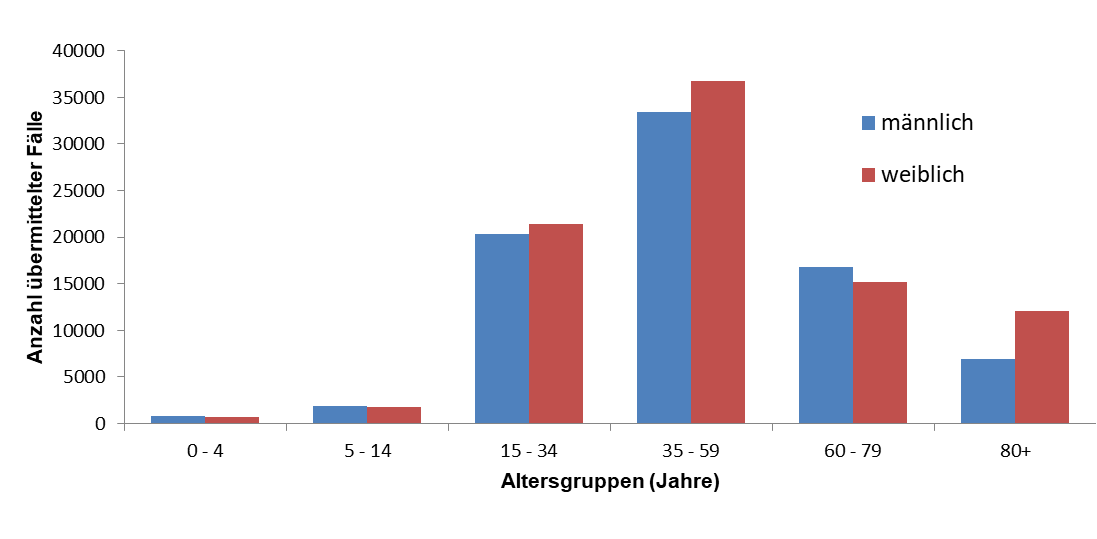 Anzahl übermittelter Fälle
40000
35000
30000
25000
20000
15000
10000
5000
0
männlich
weiblich
0 - 4 5 - 14 15 - 34 35 - 59 60 - 79 80+
Altersgruppen (Jahre)